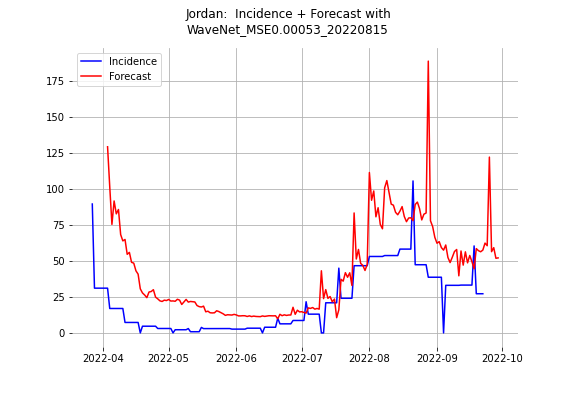 Jordan:  Incidence + Forecast with
WaveNet_MSE0.00053_20220815
Incidence
Forecast
175
150
125
100
75
50
25
0
2022-04 2022-05 2022-06 2022-07 2022-08 2022-09 2022-10